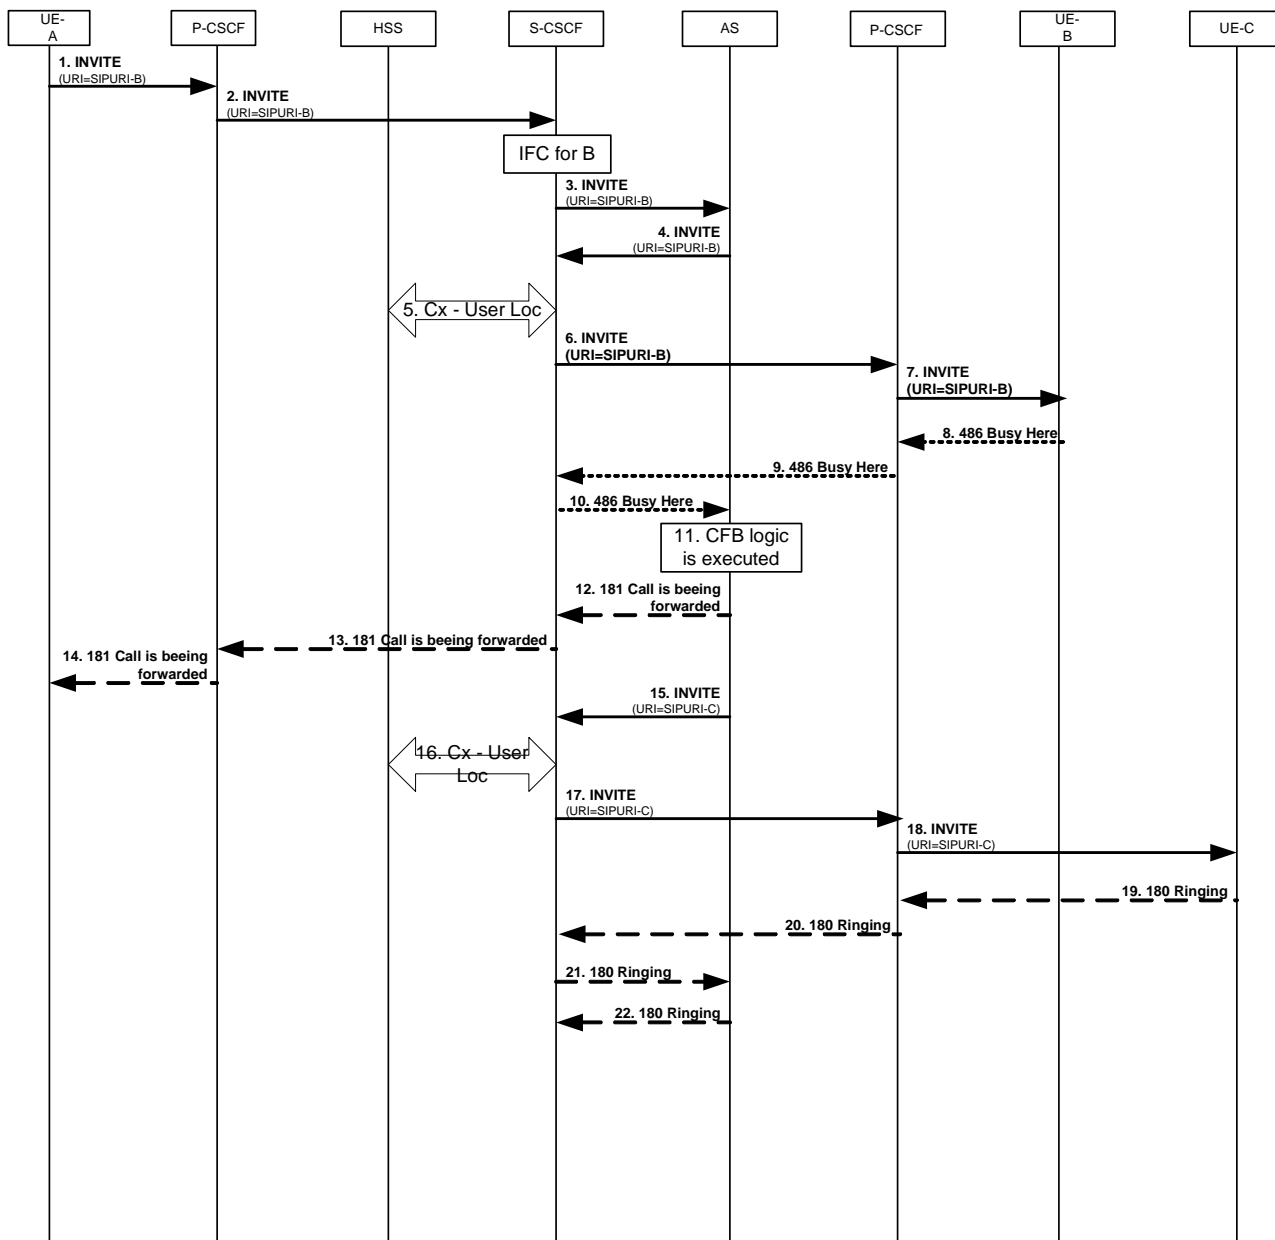 UE-
A
P-CSCF
HSS
S-CSCF
AS
P-CSCF
UE-
B
UE-C
1. INVITE
(URI=SIPURI-B)
2. INVITE
(URI=SIPURI-B)
IFC for B
3. INVITE
(URI=SIPURI-B)
4. INVITE
(URI=SIPURI-B)
5. Cx - User Loc
6. INVITE
(URI=SIPURI-B)
7. INVITE
(URI=SIPURI-B)
8. 486 Busy Here
9. 486 Busy Here
10. 486 Busy Here
11. CFB logic
is executed
12. 181 Call is beeing
forwarded
13. 181 Call is beeing forwarded
14. 181 Call is beeing
forwarded
15. INVITE
(URI=SIPURI-C)
16. Cx - User
Loc
17. INVITE
(URI=SIPURI-C)
18. INVITE
(URI=SIPURI-C)
19. 180 Ringing
20. 180 Ringing
21. 180 Ringing
22. 180 Ringing